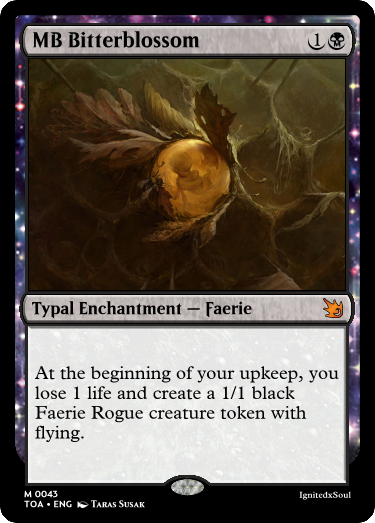 MB Bitterblossom 1
Typal Enchantment — Faerie
At the beginning of your upkeep, you
lose 1 life and create a 1/1 black
Faerie Rogue creature token with
flying.
M 0043
TOA • ENG Taras Susak
IgnitedxSoul